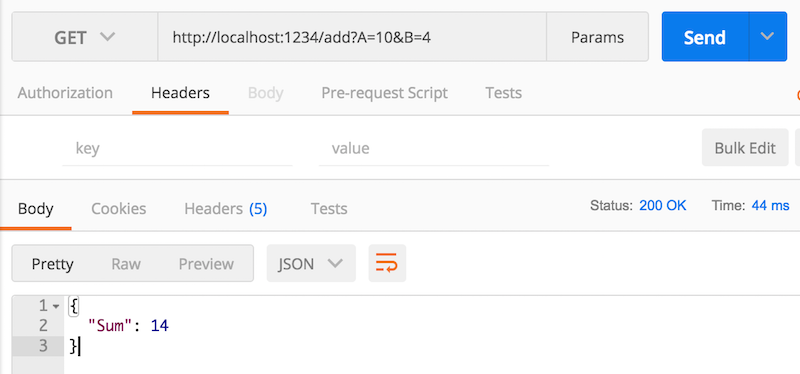 GET http://localhost:1234/add?A=10&B=4 Params Send
Authorization Headers Body Pre-request Script Tests
key value Bulk Edit
Body Cookies Headers (5) Tests Status: 200 OK Time: 44 ms
Pretty Raw Preview JSON
1 {
2 "Sum": 14
3 }